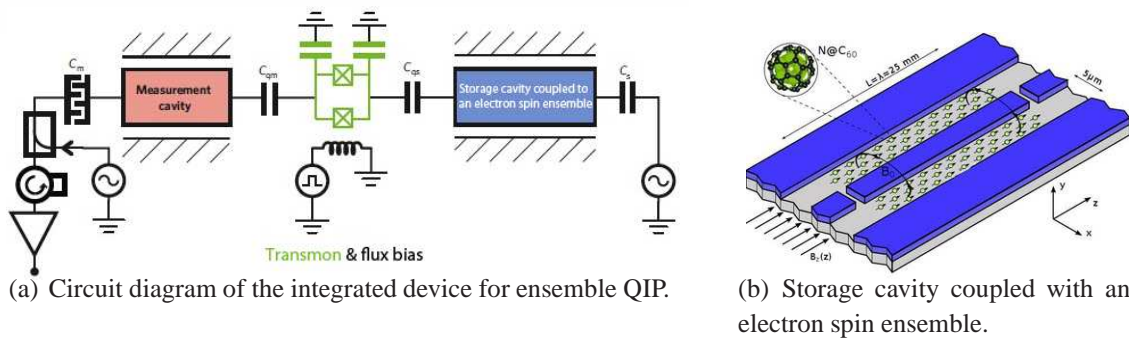 C_m
C_qm
C_qs
C_s
Measurement
cavity
Storage cavity coupled to
an electron spin ensemble
Transmon & flux bias
(a) Circuit diagram of the integrated device for ensemble QIP.
N@C_60
L=λ=25 mm
5μm
B_z(z)
y
z
x
(b) Storage cavity coupled with an
electron spin ensemble.